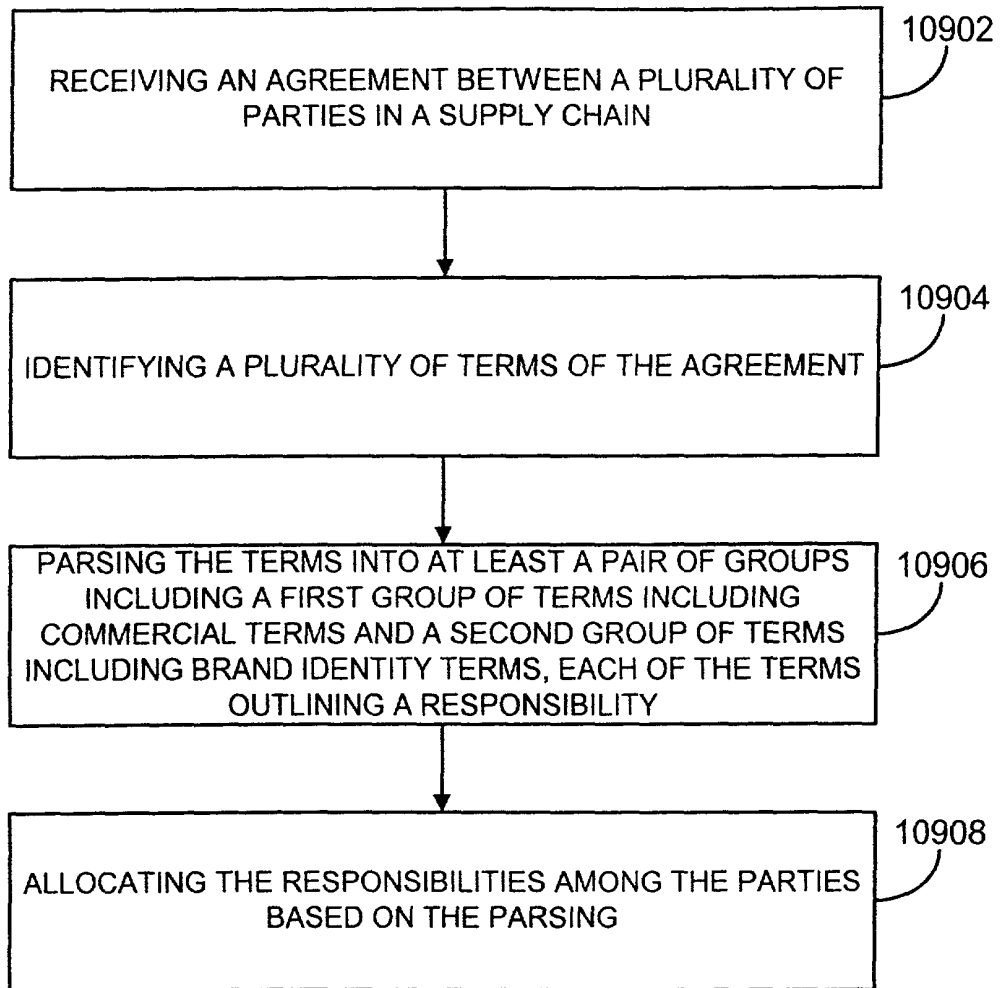 10902
RECEIVING AN AGREEMENT BETWEEN A PLURALITY OF
PARTIES IN A SUPPLY CHAIN
10904
IDENTIFYING A PLURALITY OF TERMS OF THE AGREEMENT
10906
PARSING THE TERMS INTO AT LEAST A PAIR OF GROUPS
INCLUDING A FIRST GROUP OF TERMS INCLUDING
COMMERCIAL TERMS AND A SECOND GROUP OF TERMS
INCLUDING BRAND IDENTITY TERMS, EACH OF THE TERMS
OUTLINING A RESPONSIBILITY
10908
ALLOCATING THE RESPONSIBILITIES AMONG THE PARTIES
BASED ON THE PARSING